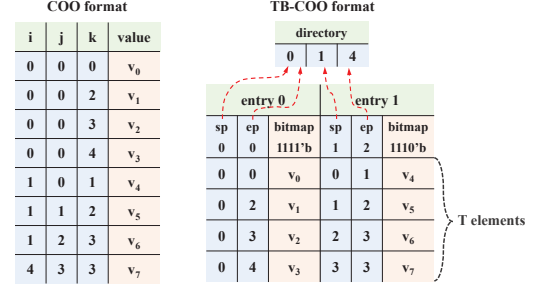 COO format
i j k value
0 0 0 v0
0 0 2 v1
0 0 3 v2
0 0 4 v3
1 0 1 v4
1 1 2 v5
1 2 3 v6
4 3 3 v7
TB-COO format
directory
0 1 4
entry 0 entry 1
sp ep bitmap sp ep bitmap
0 0 1111'b 1 2 1110'b
0 0 v0 0 1 v4
0 2 v1 1 2 v5
0 3 v2 2 3 v6
0 4 v3 3 3 v7
T elements